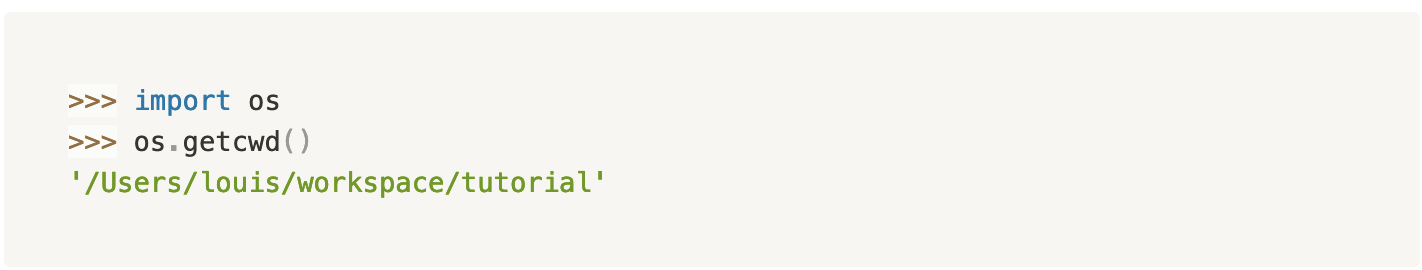 >>> import os
>>> os.getcwd()
'/Users/louis/workspace/tutorial'